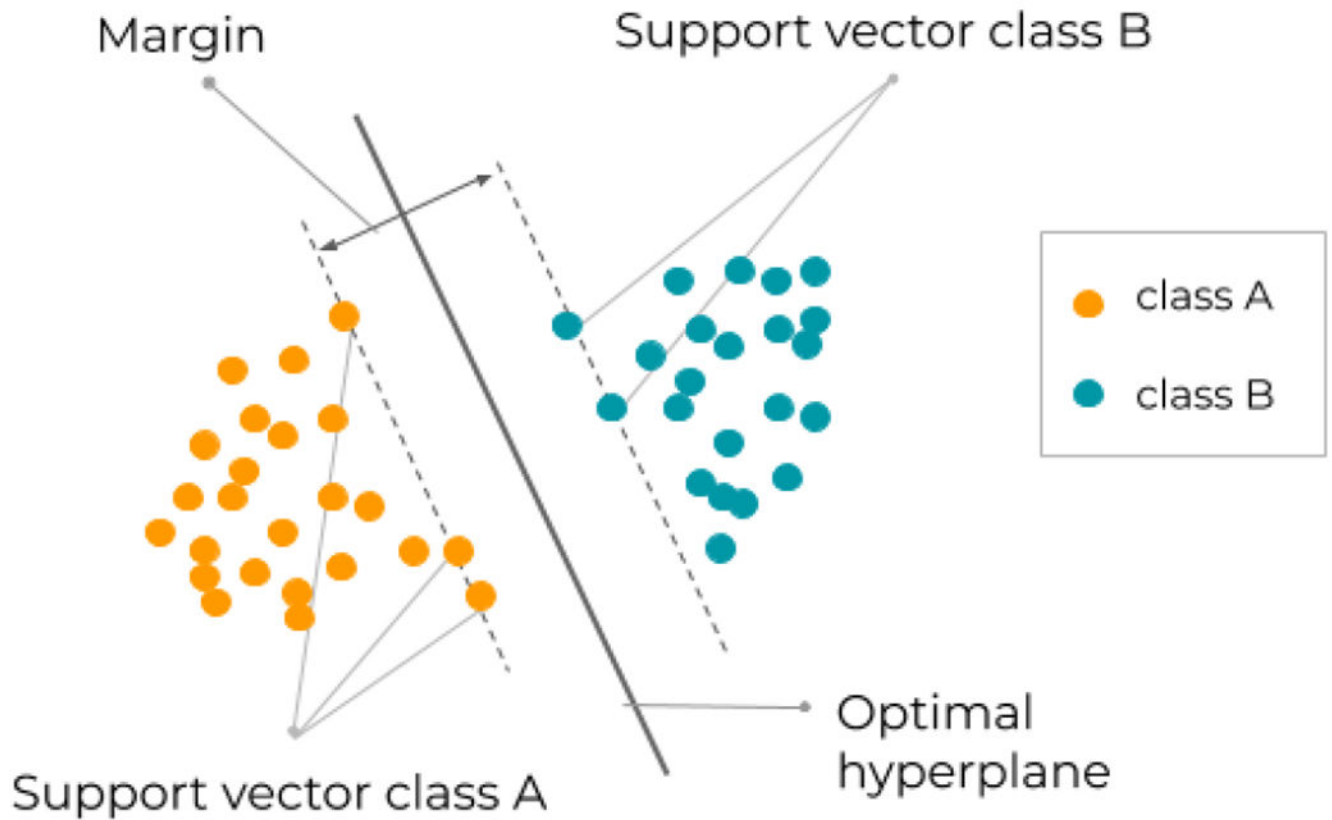 Margin
Support vector class B
class A
class B
Optimal
hyperplane
Support vector class A